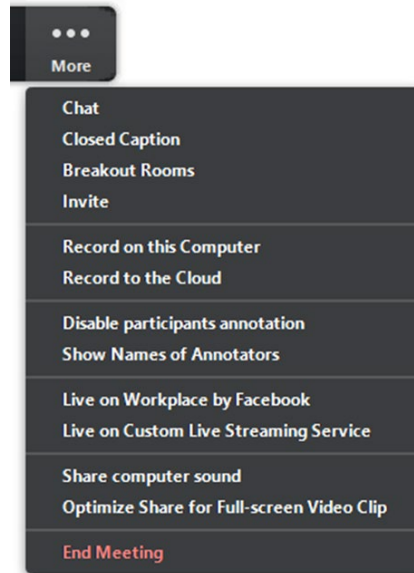 More
Chat
Closed Caption
Breakout Rooms
Invite
Record on this Computer
Record to the Cloud
Disable participants annotation
Show Names of Annotators
Live on Workplace by Facebook
Live on Custom Live Streaming Service
Share computer sound
Optimize Share for Full-screen Video Clip
End Meeting